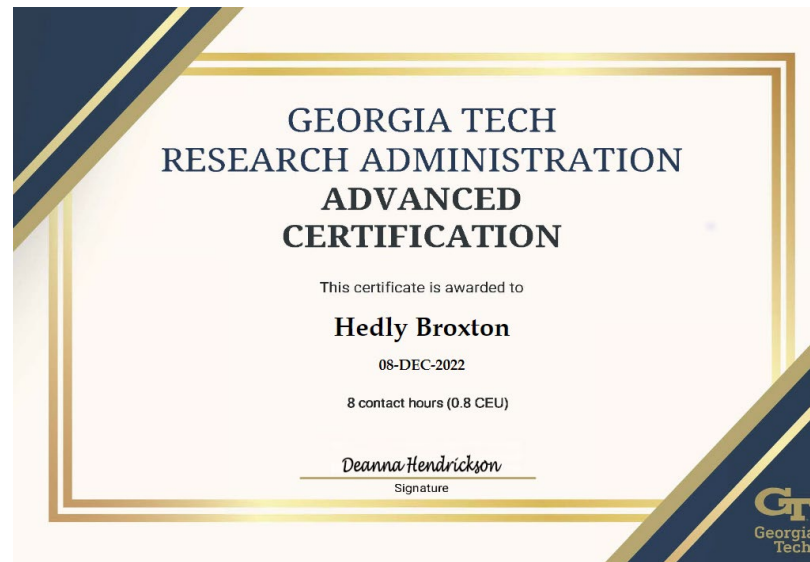 GEORGIA TECH
RESEARCH ADMINISTRATION
ADVANCED
CERTIFICATION
This certificate is awarded to
Hedly Broxton
08-DEC-2022
8 contact hours (0.8 CEU)
Deanna Hendrickson
Signature
GT
Georgia
Tech